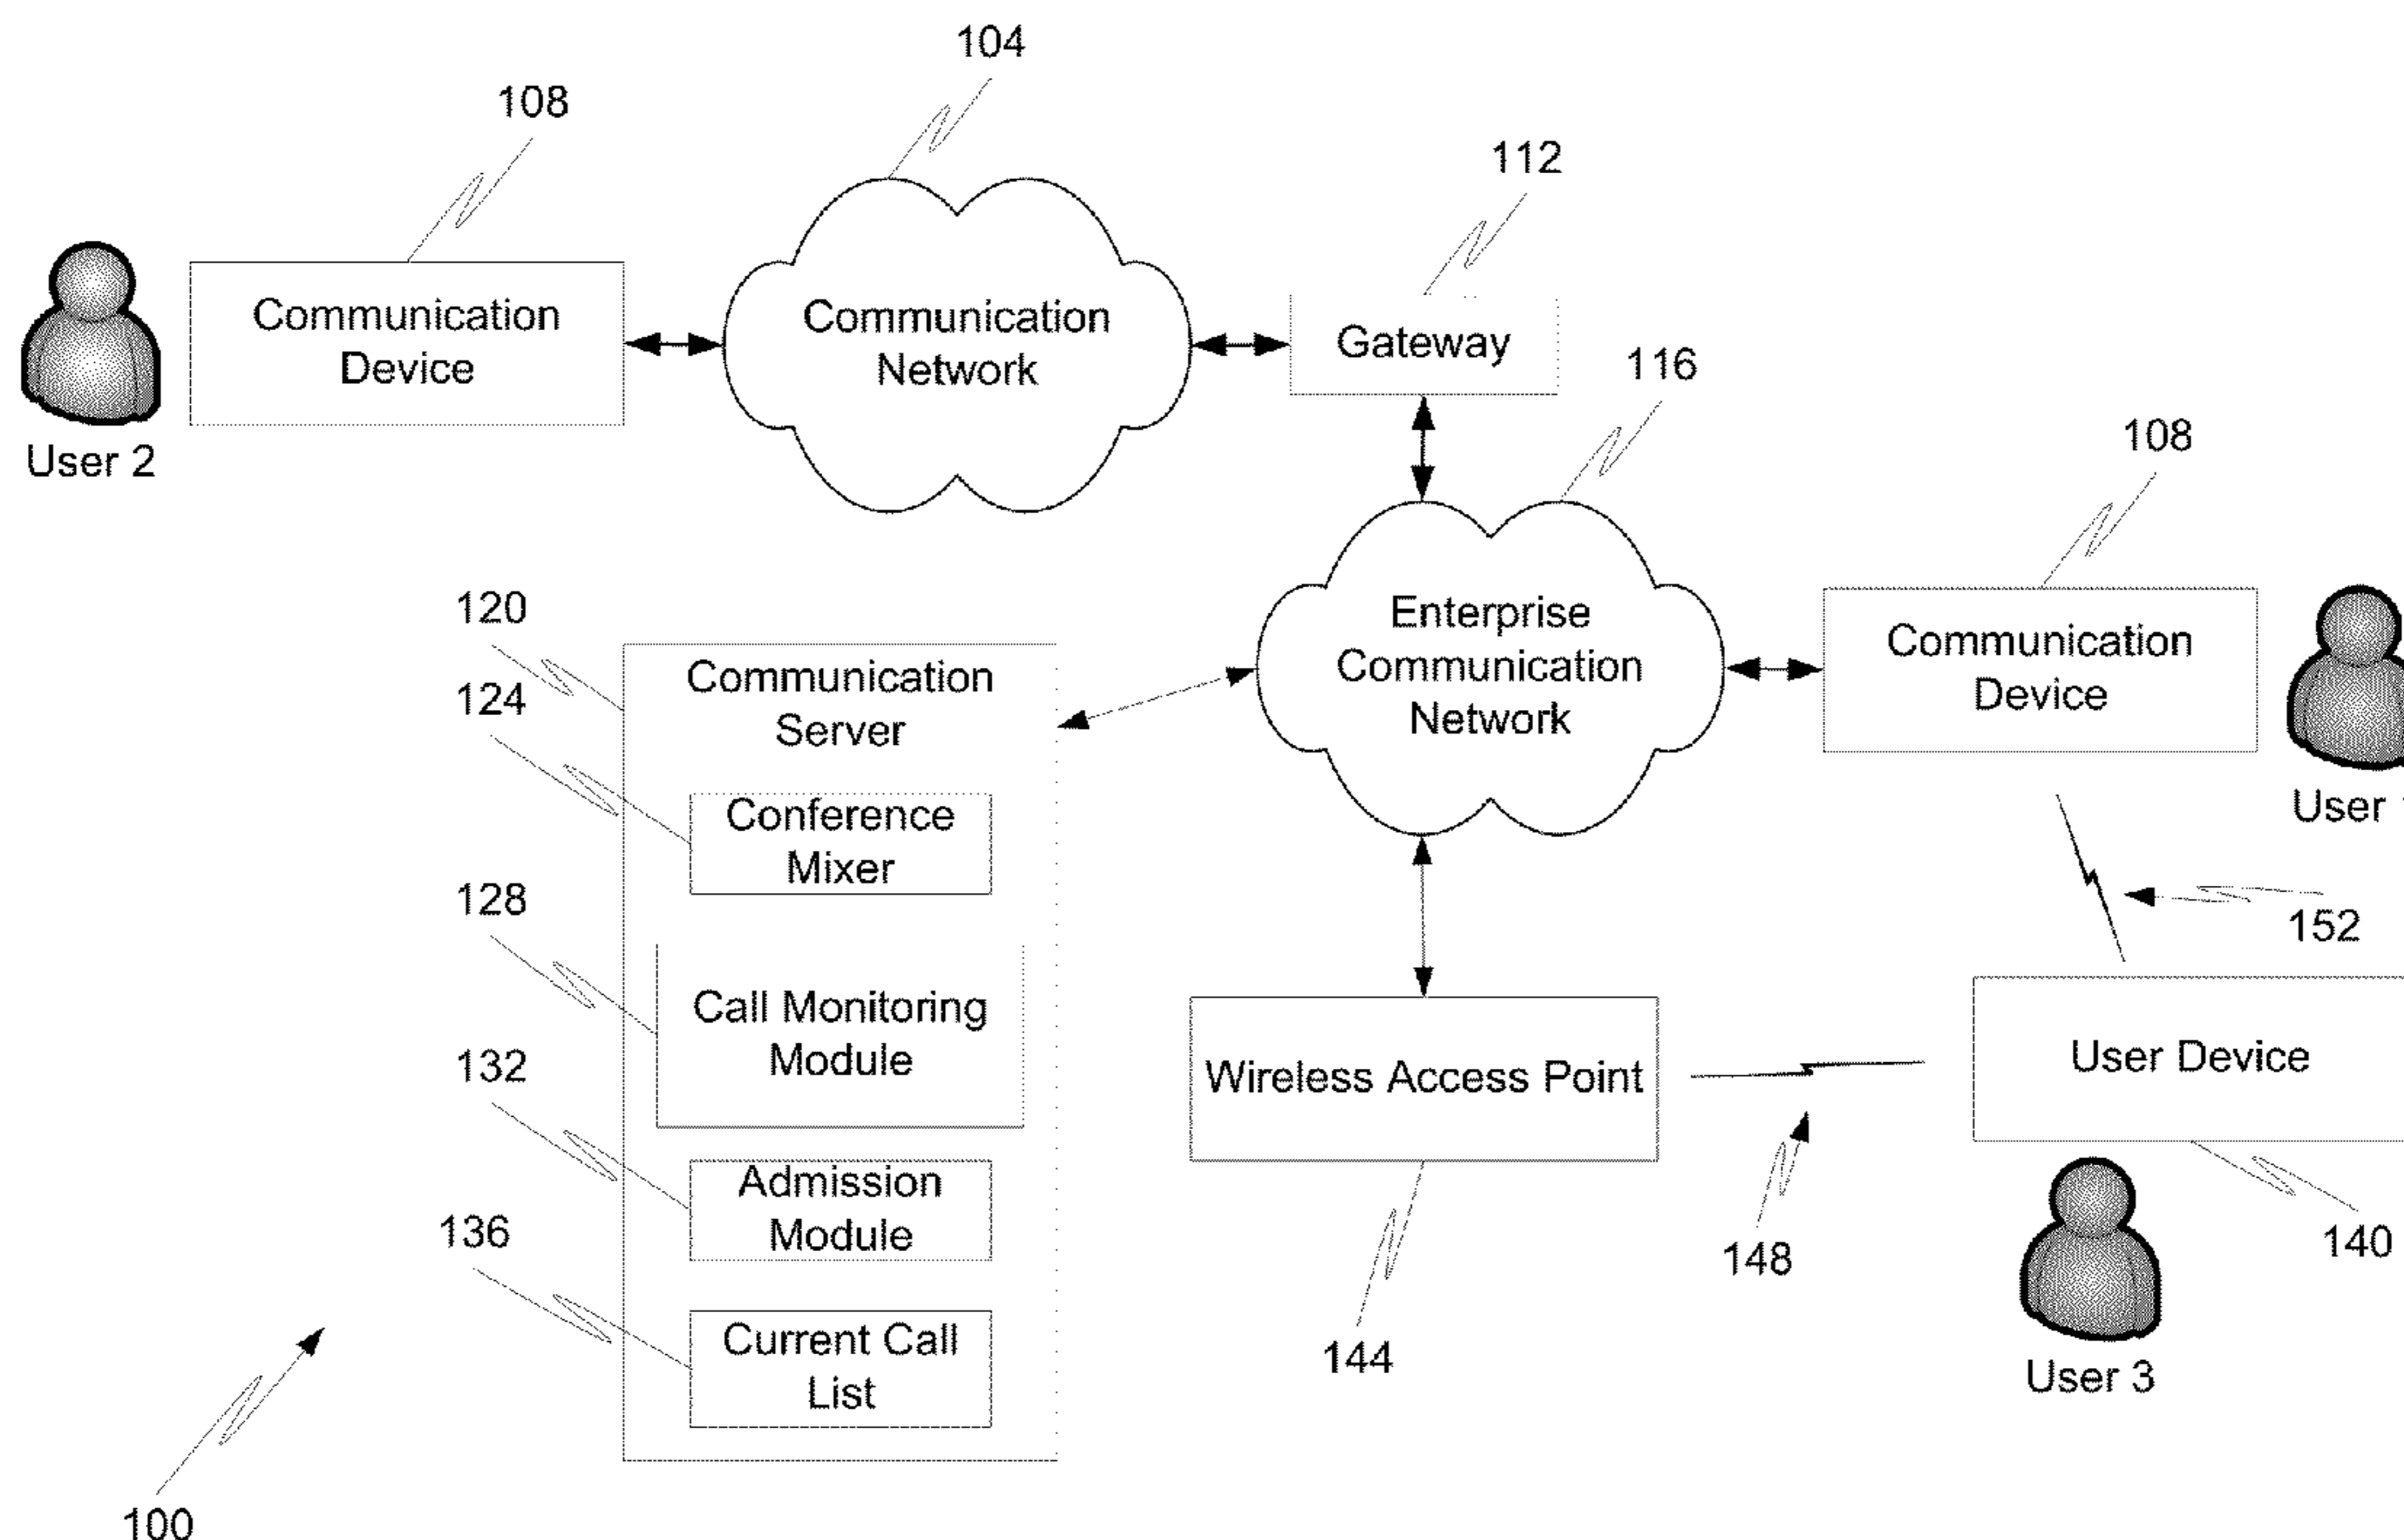 104
108
112
Communication
Device
Communication
Network
Gateway
116
User 2
108
Enterprise
Communication
Network
Communication
Device
120
Communication
Server
124
Conference
Mixer
User
128
152
Call Monitoring
Module
Wireless Access Point
User Device
132
Admission
Module
136
148
140
Current Call
List
144
User 3
100